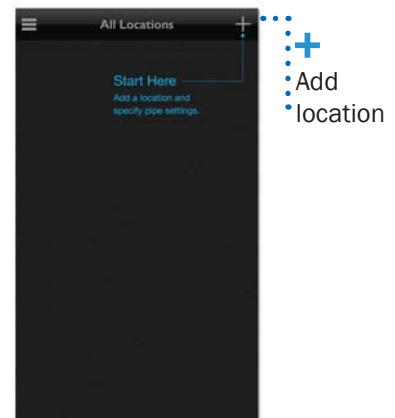 All Locations
Start Here
Add a location and
specify pipe settings.
+
Add
location